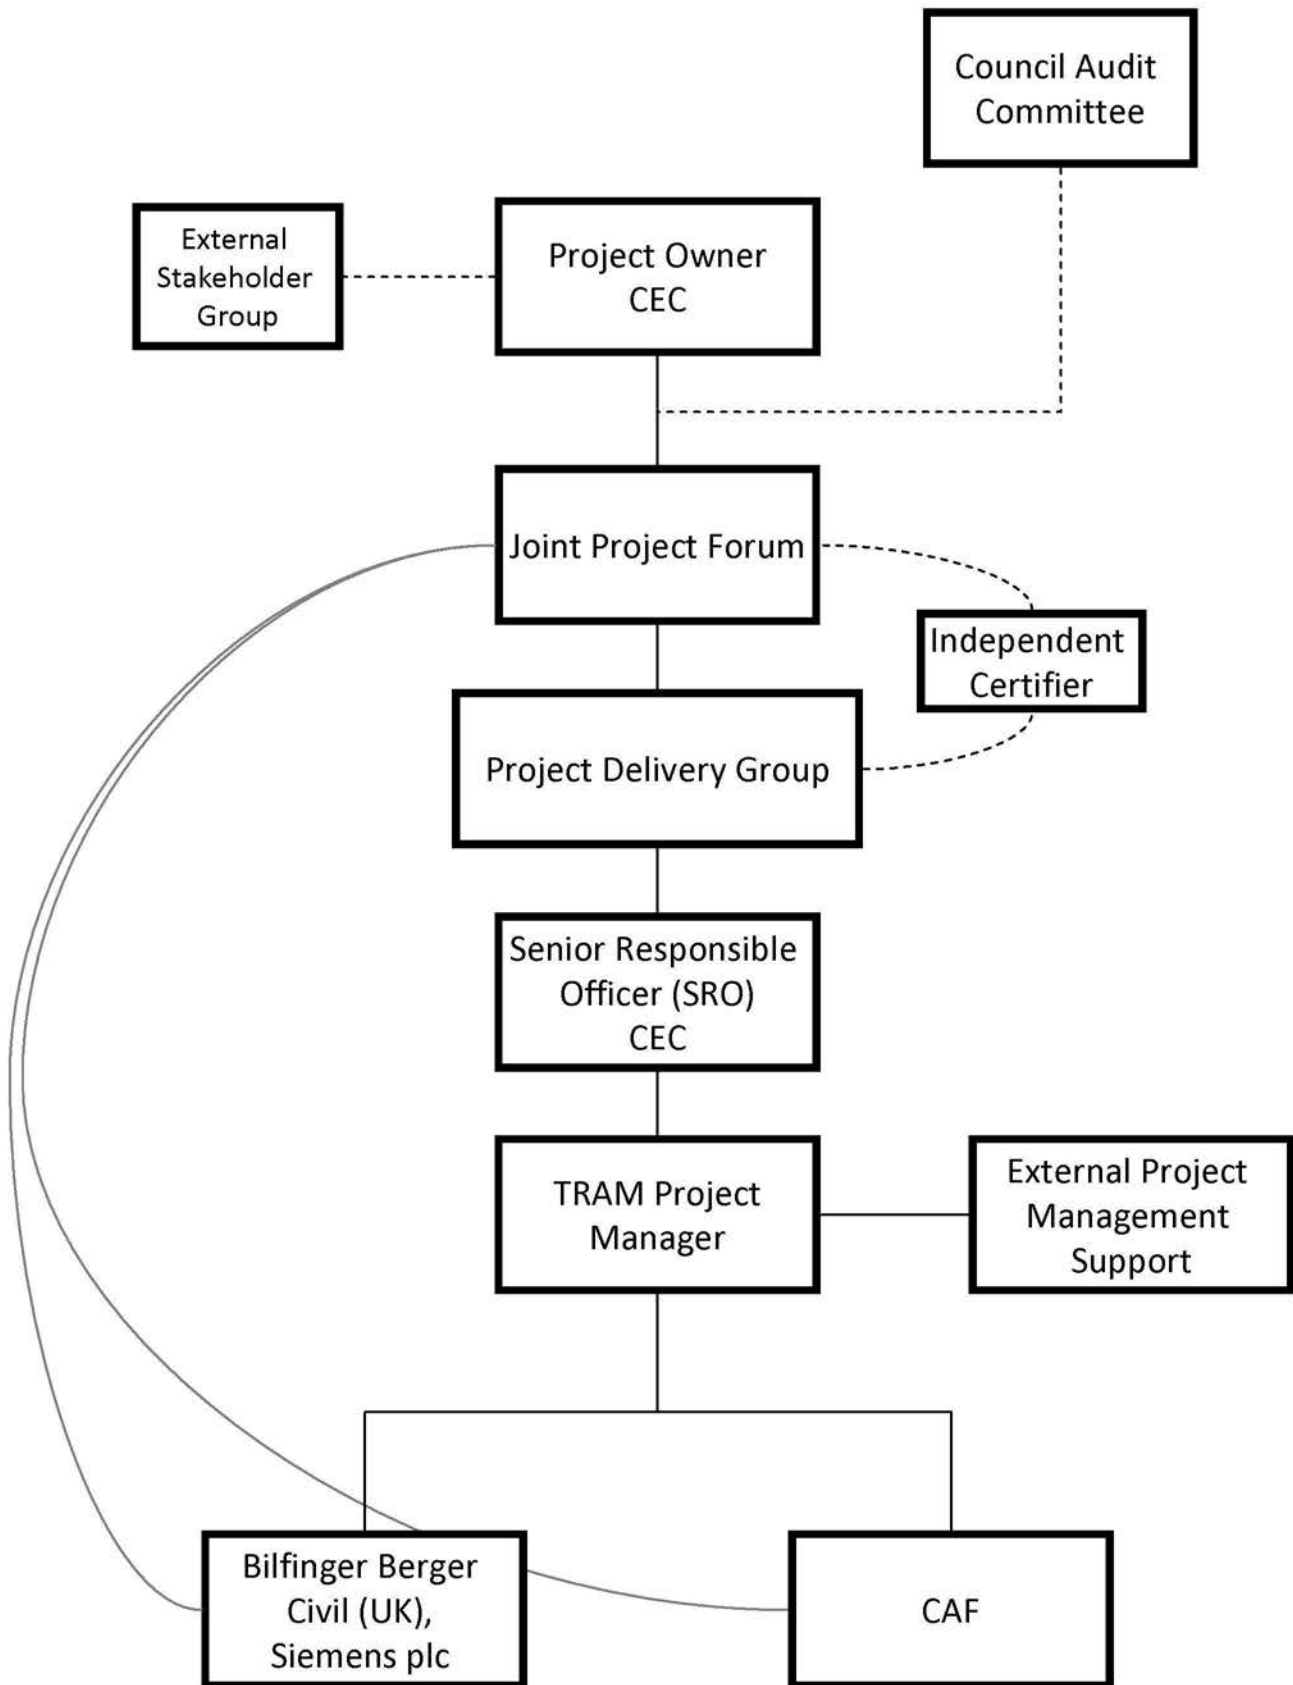 Council Audit
Committee
External
Stakeholder
Group
Project Owner
CEC
Joint Project Forum
Independent
Certifier
Project Delivery Group
Senior Responsible
Officer (SRO)
CEC
TRAM Project
Manager
External Project
Management
Support
Bilfinger Berger
Civil (UK),
Siemens plc
CAF